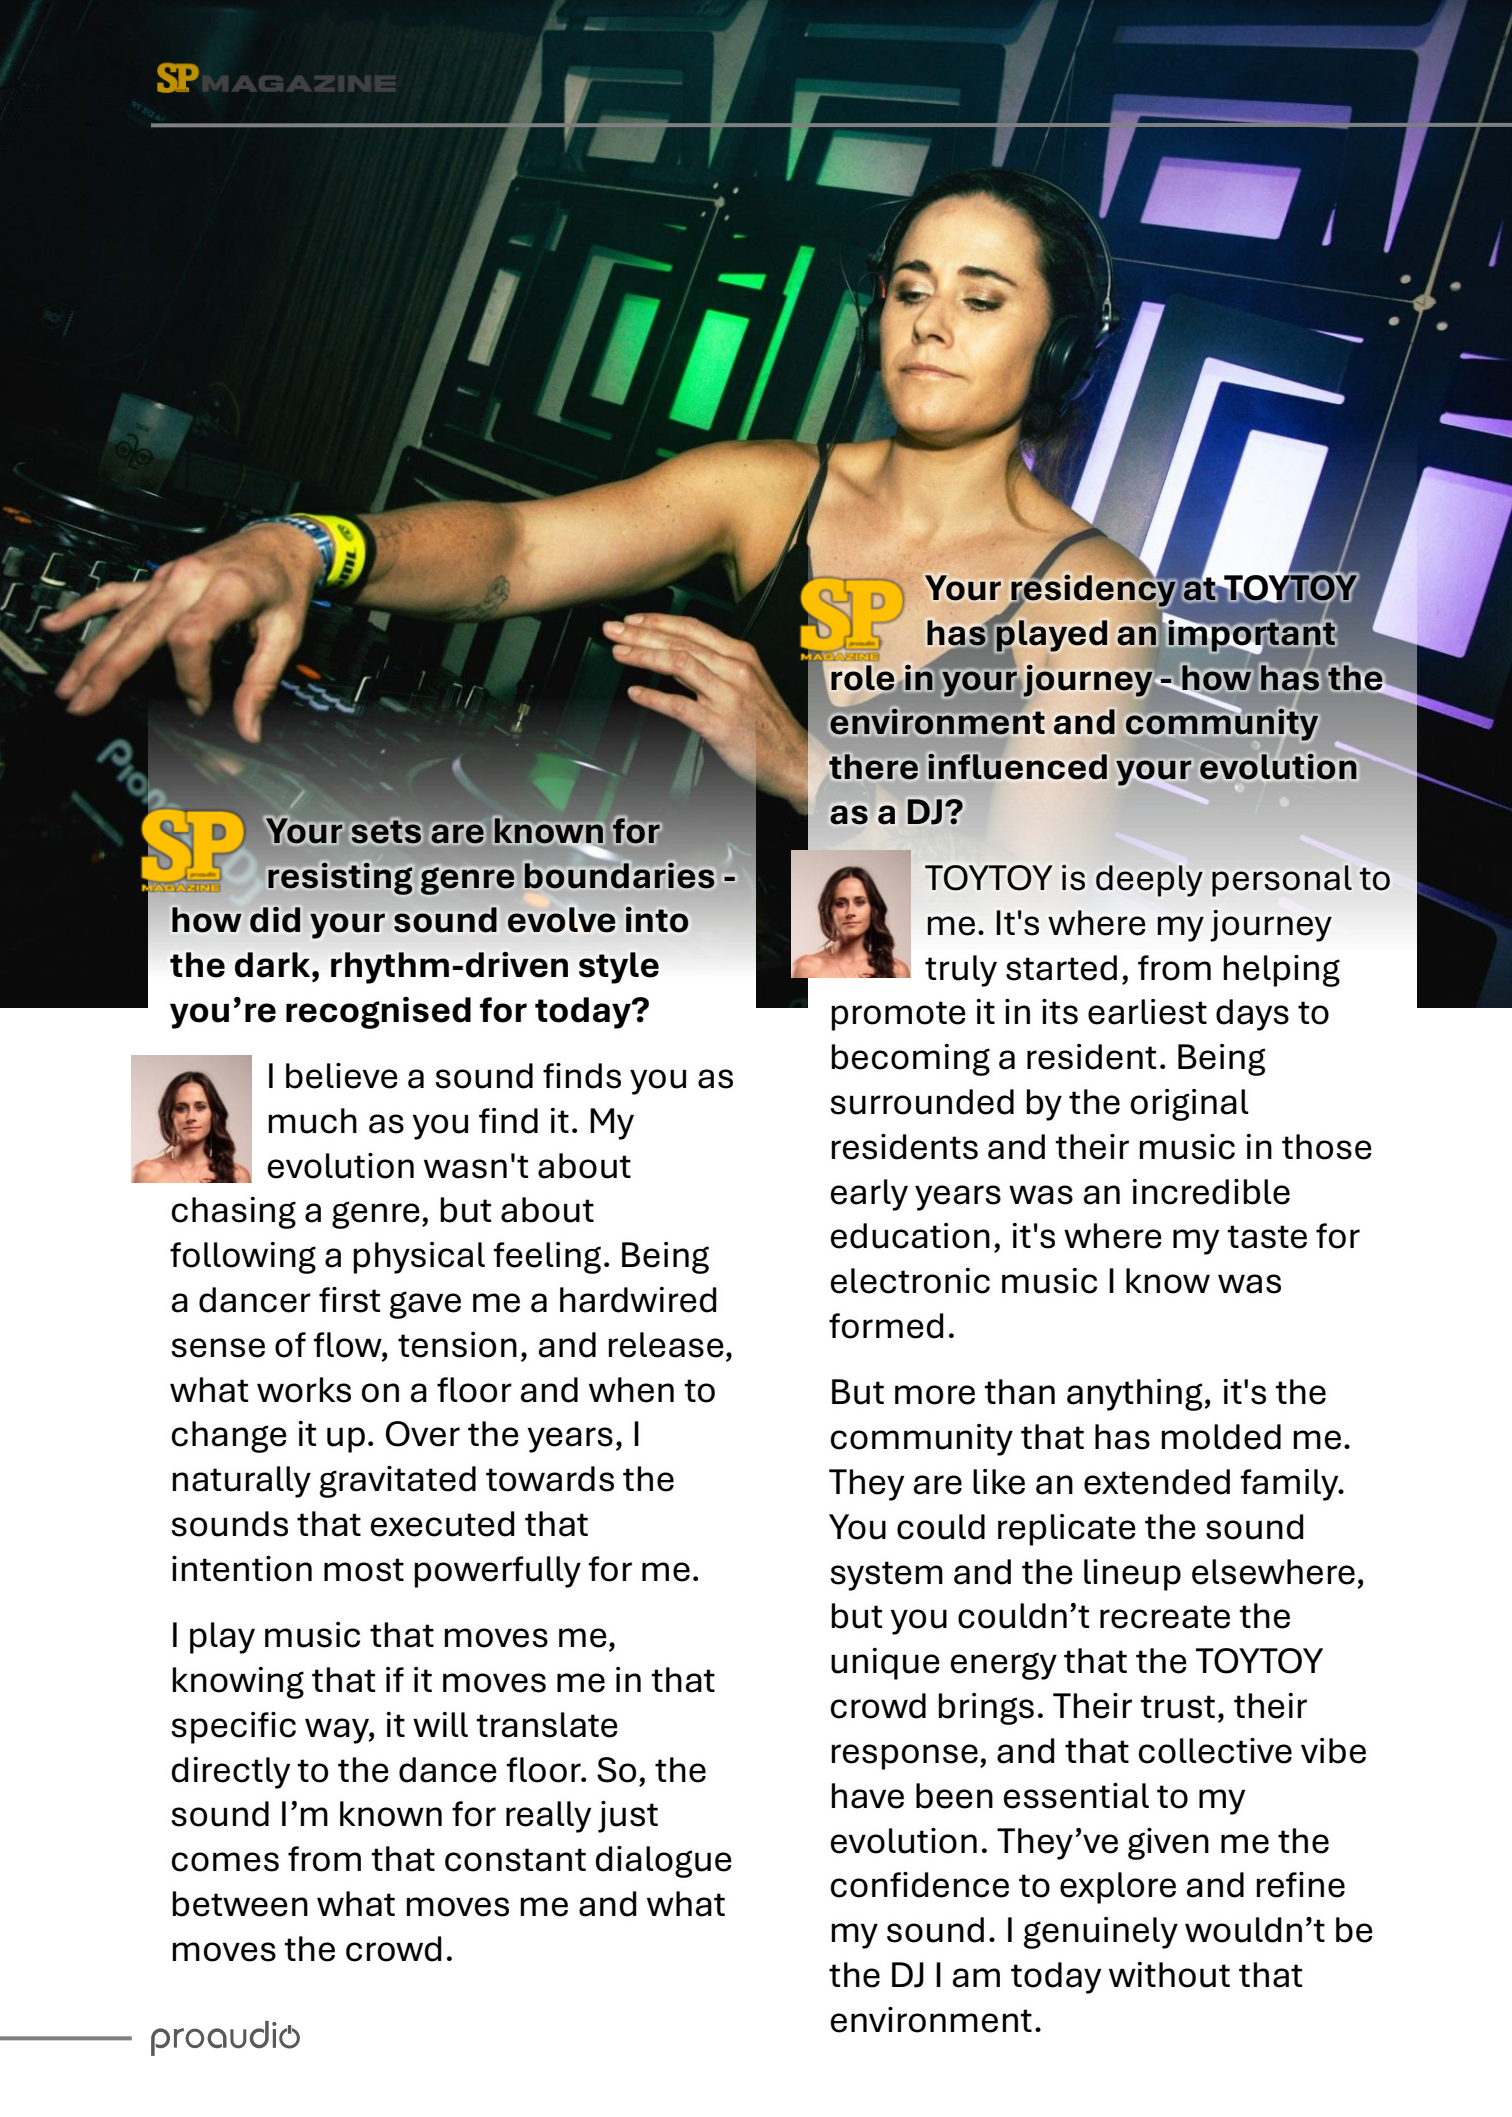 SP MAGAZINE
Pioneer DJ
SP MAGAZINE proaudio
Your sets are known for
resisting genre boundaries -
how did your sound evolve into
the dark, rhythm-driven style
you’re recognised for today?
I believe a sound finds you as
much as you find it. My
evolution wasn't about
chasing a genre, but about
following a physical feeling. Being
a dancer first gave me a hardwired
sense of flow, tension, and release,
what works on a floor and when to
change it up. Over the years, I
naturally gravitated towards the
sounds that executed that
intention most powerfully for me.
I play music that moves me,
knowing that if it moves me in that
specific way, it will translate
directly to the dance floor. So, the
sound I’m known for really just
comes from that constant dialogue
between what moves me and what
moves the crowd.
SP MAGAZINE proaudio
Your residency at TOYTOY
has played an important
role in your journey - how has the
environment and community
there influenced your evolution
as a DJ?
TOYTOY is deeply personal to
me. It's where my journey
truly started, from helping
promote it in its earliest days to
becoming a resident. Being
surrounded by the original
residents and their music in those
early years was an incredible
education, it's where my taste for
electronic music I know was
formed.
But more than anything, it's the
community that has molded me.
They are like an extended family.
You could replicate the sound
system and the lineup elsewhere,
but you couldn’t recreate the
unique energy that the TOYTOY
crowd brings. Their trust, their
response, and that collective vibe
have been essential to my
evolution. They’ve given me the
confidence to explore and refine
my sound. I genuinely wouldn’t be
the DJ I am today without that
environment.
proaudio